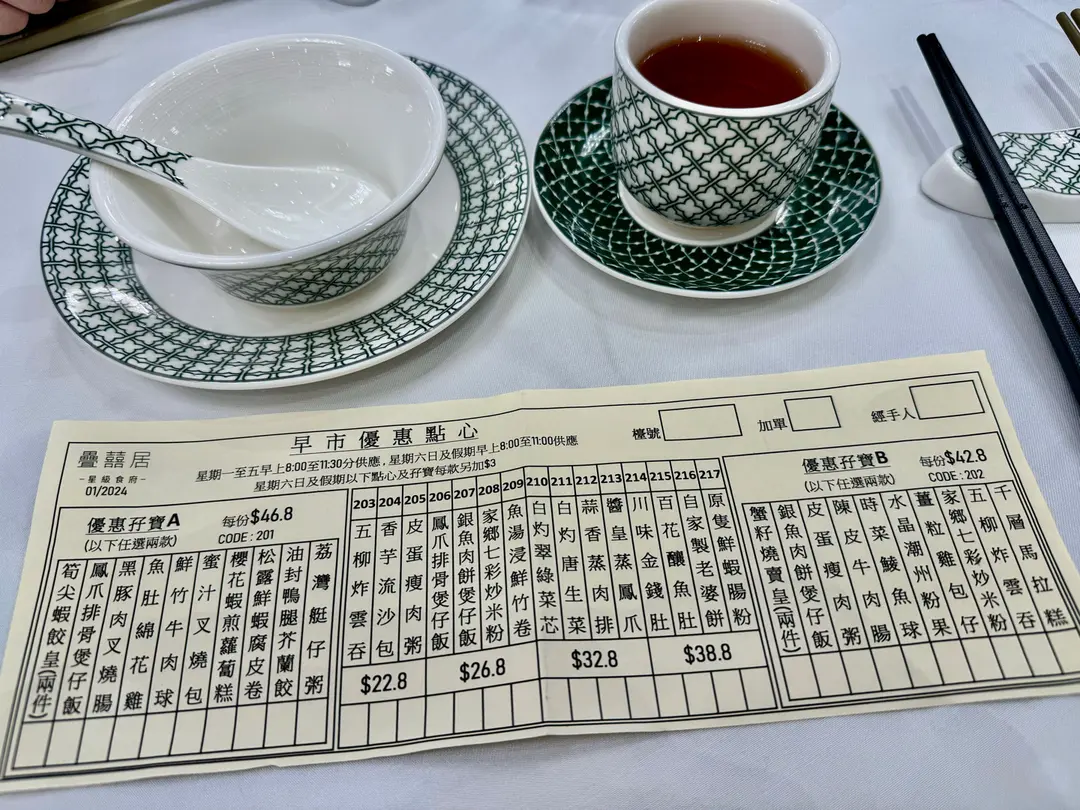 疊囍居
-星級食府-
01/2024
早市優惠點心
星期一至五早上8:00至11:30分供應，星期六日及假期早上8:00至11:00供應
星期六日及假期以下點心及孖寶每款另加$3
檯號
加單
經手人
優惠孖寶A 每份$46.8
(以下任選兩款) CODE : 201
筍尖蝦餃皇(兩件)
鳳爪排骨煲仔飯
黑豚肉叉燒腸
魚肚綿花雞
鮮竹牛肉球
蜜汁叉燒包
櫻花蝦煎蘿蔔糕
松露鮮蝦腐皮卷
油封鴨腿芥蘭餃
荔灣艇仔粥
203 五柳炸雲吞
204 香芋流沙包
205 皮蛋瘦肉粥
206 鳳爪排骨煲仔飯
207 銀魚肉餅煲仔飯
208 家鄉七彩炒米粉
209 魚湯浸鮮竹卷
210 白灼翠綠菜芯
211 白灼唐生菜
212 蒜香蒸肉排
213 醬皇蒸鳳爪
214 川味金錢肚
215 百花釀魚肚
216 自家製老婆餅
217 原隻鮮蝦腸粉
$22.8
$26.8
$32.8
$38.8
優惠孖寶B 每份$42.8
(以下任選兩款) CODE : 202
蟹籽燒賣皇(兩件)
銀魚肉餅煲仔飯
皮蛋瘦肉粥
陳皮牛肉腸
時菜鯪魚球
水晶潮州粉果
薑粒雞包仔
家鄉七彩炒米粉
五柳炸雲吞
千層馬拉糕